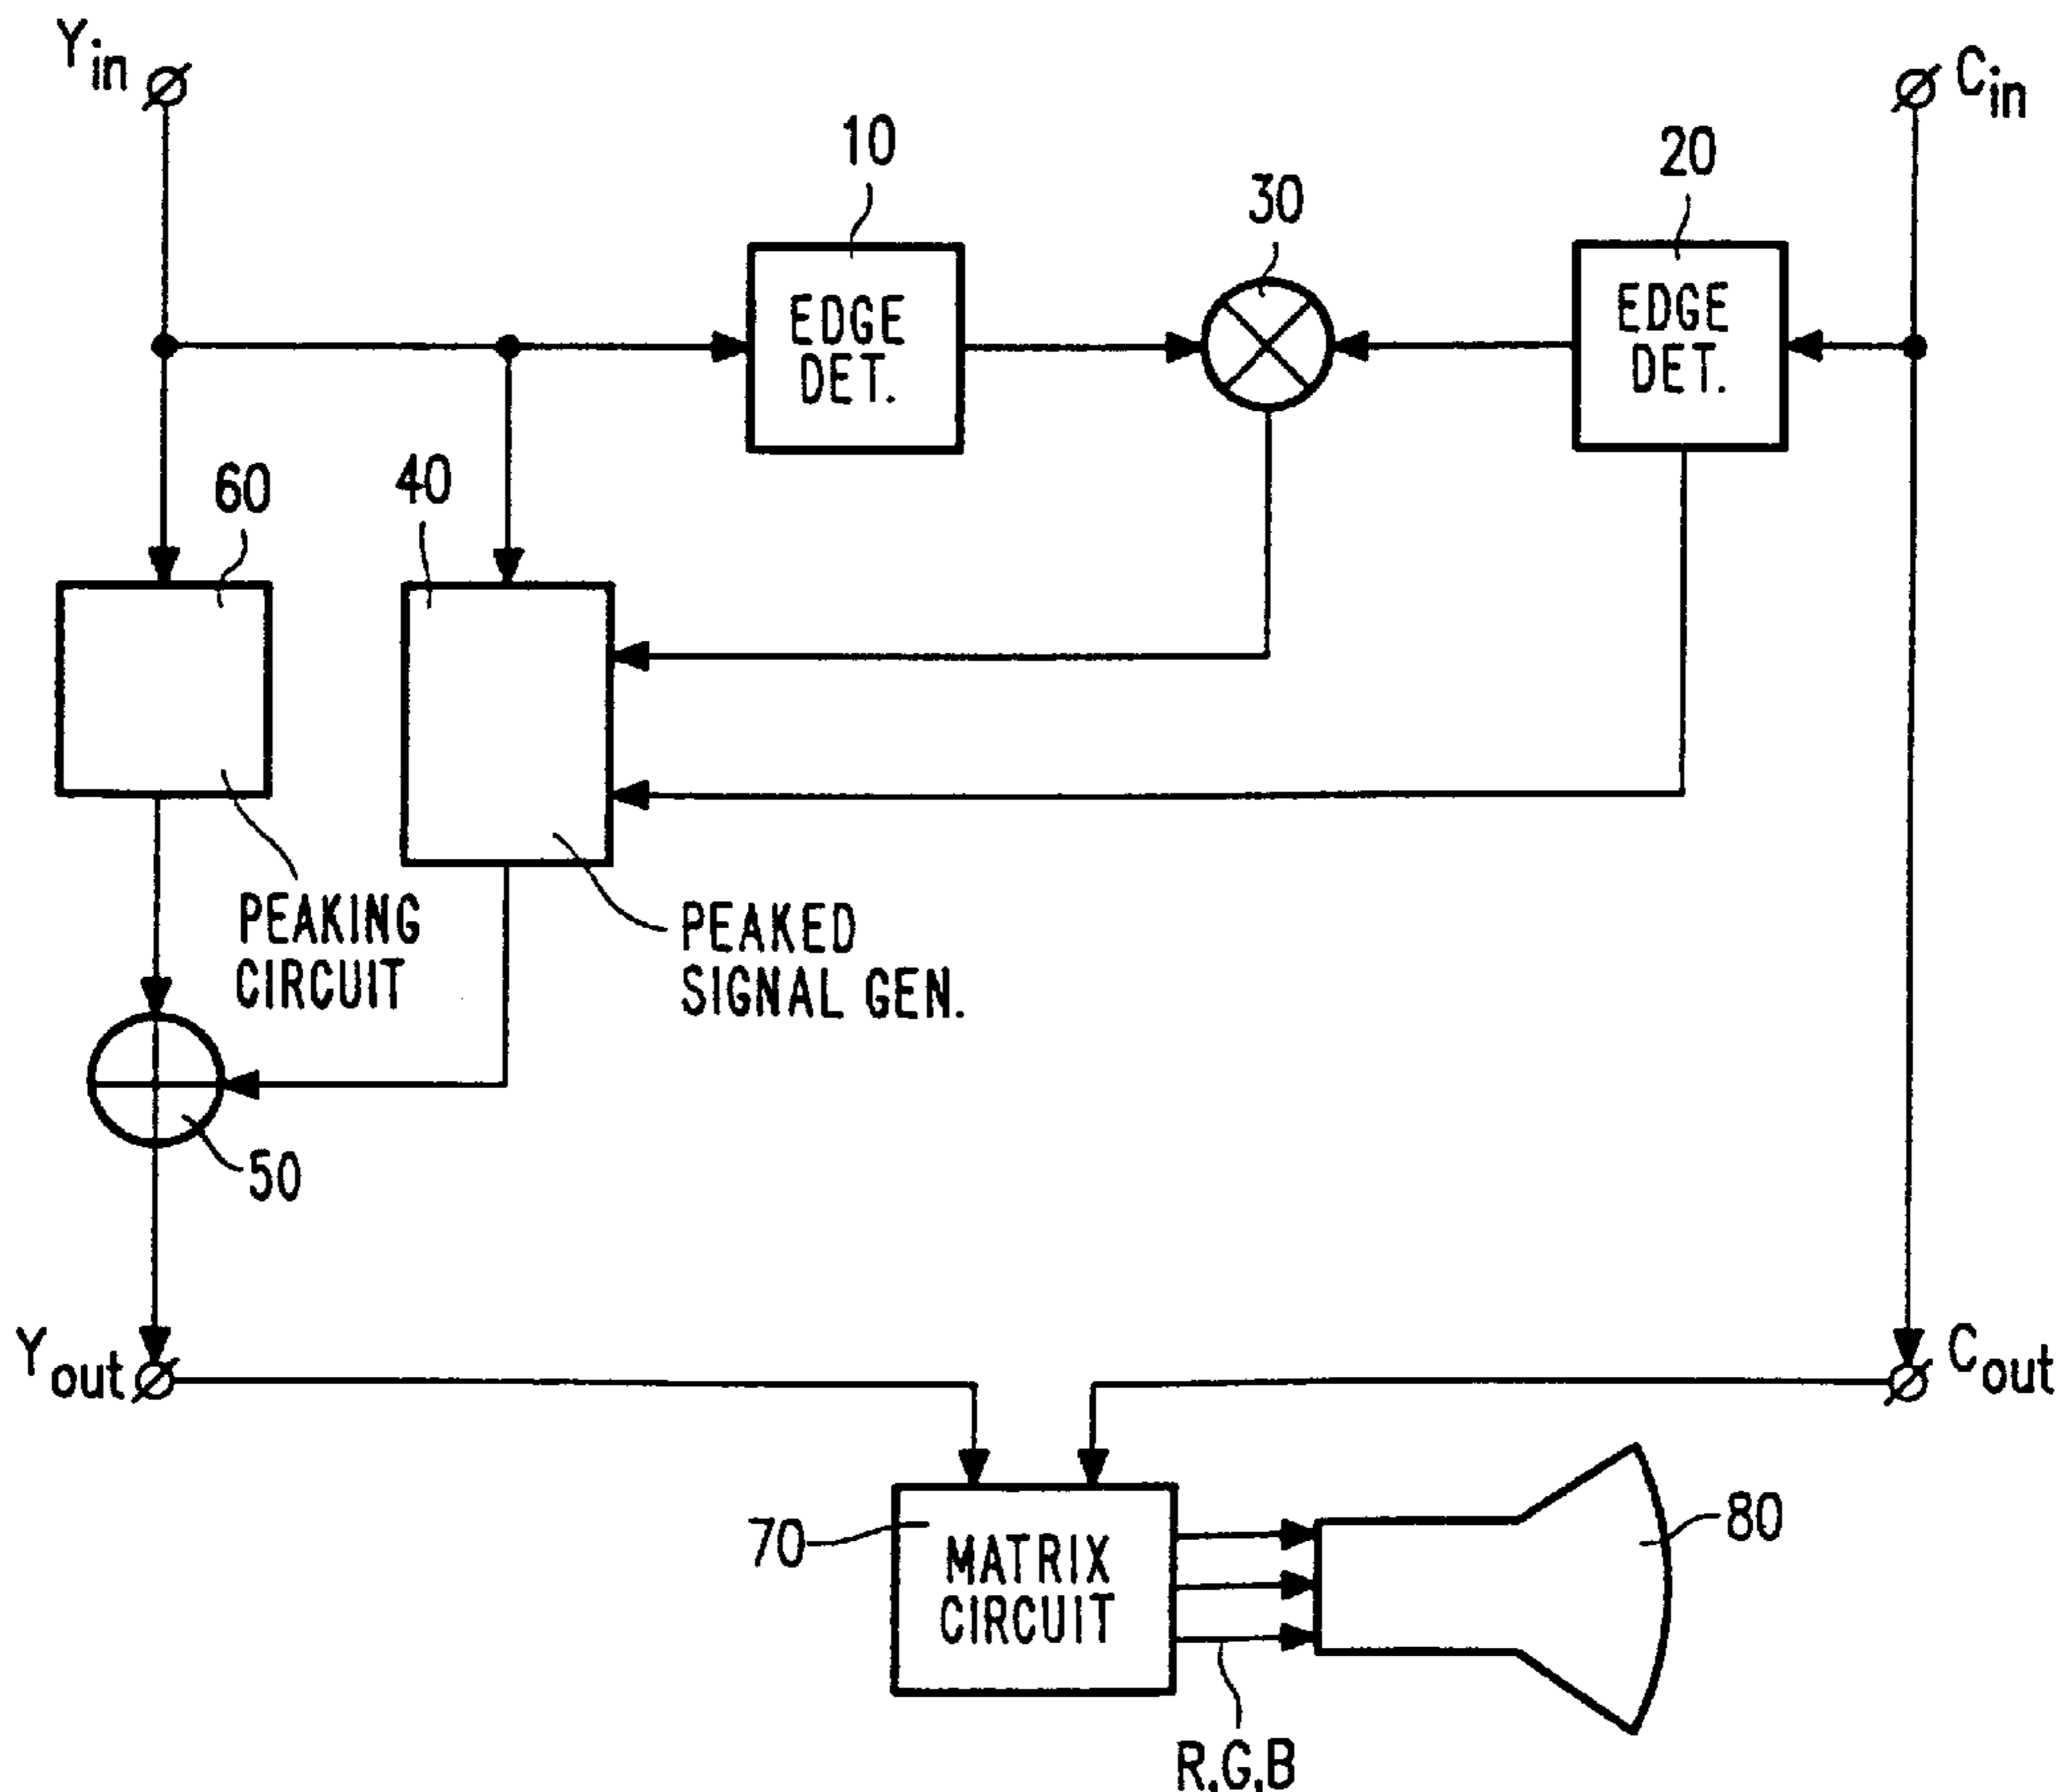 Yin
Cin
10
20
30
EDGE
DET.
EDGE
DET.
60
40
PEAKING
CIRCUIT
PEAKED
SIGNAL GEN.
50
Yout
Cout
70
MATRIX
CIRCUIT
80
R,G,B